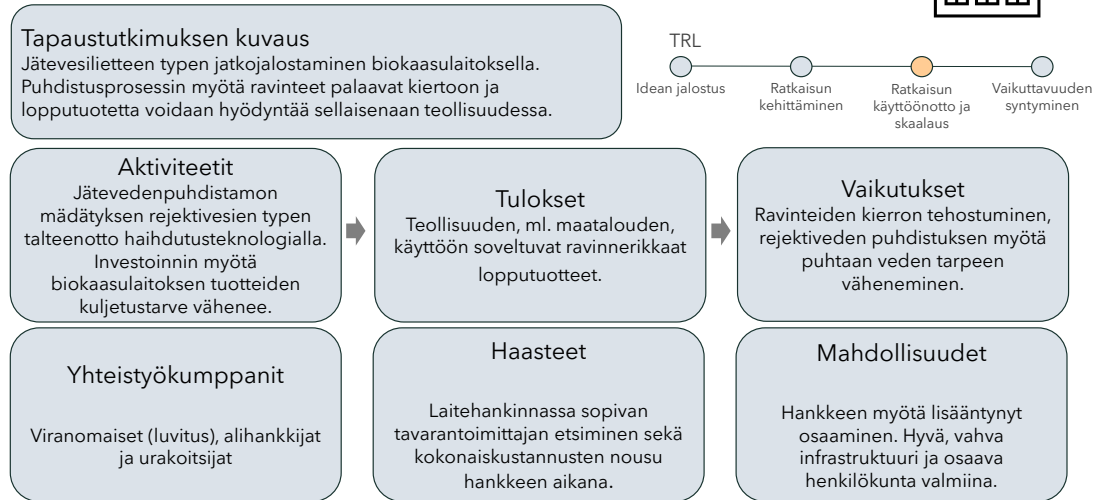 Tapaustutkimuksen kuvaus
Jätevesilietteen typen jatkojalostaminen biokaasulaitoksella.
Puhdistusprosessin myötä ravinteet palaavat kiertoon ja
lopputuotetta voidaan hyödyntää sellaisenaan teollisuudessa.
TRL
Idean jalostus
Ratkaisun
kehittäminen
Ratkaisun
käyttöönotto ja
skaalaus
Vaikuttavuuden
syntyminen
Aktiviteetit
Jätevedenpuhdistamon
mädätyksen rejektivesien typen
talteenotto haihdutusteknologialla.
Investoinnin myötä
biokaasulaitoksen tuotteiden
kuljetustarve vähenee.
Tulokset
Teollisuuden, ml. maatalouden,
käyttöön soveltuvat ravinnerikkaat
lopputuotteet.
Vaikutukset
Ravinteiden kierron tehostuminen,
rejektiveden puhdistuksen myötä
puhtaan veden tarpeen
väheneminen.
Yhteistyökumppanit
Viranomaiset (luvitus), alihankkijat
ja urakoitsijat
Haasteet
Laitehankinnassa sopivan
tavarantoimittajan etsiminen sekä
kokonaiskustannusten nousu
hankkeen aikana.
Mahdollisuudet
Hankkeen myötä lisääntynyt
osaaminen. Hyvä, vahva
infrastruktuuri ja osaava
henkilökunta valmiina.